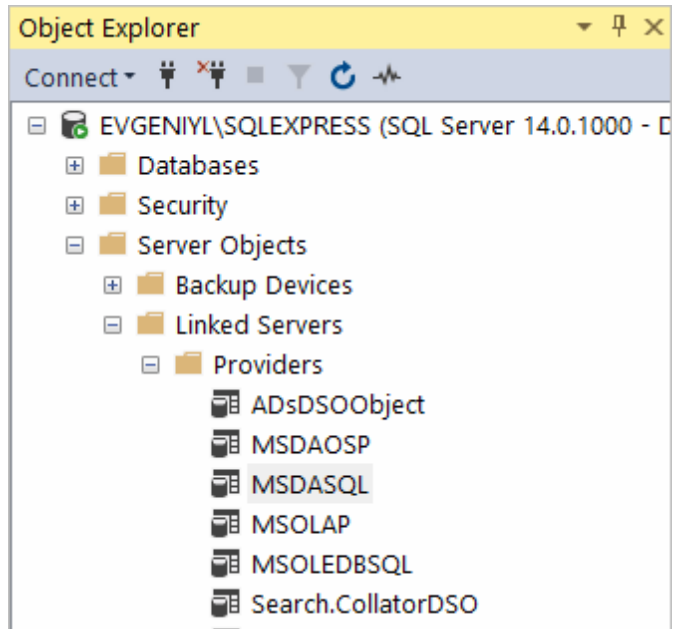 Object Explorer
Connect
EVGENIYL\SQLEXPRESS (SQL Server 14.0.1000 - D
Databases
Security
Server Objects
Backup Devices
Linked Servers
Providers
ADsDSOObject
MSDAOSP
MSDASQL
MSOLAP
MSOLEDBSQL
Search.CollatorDSO